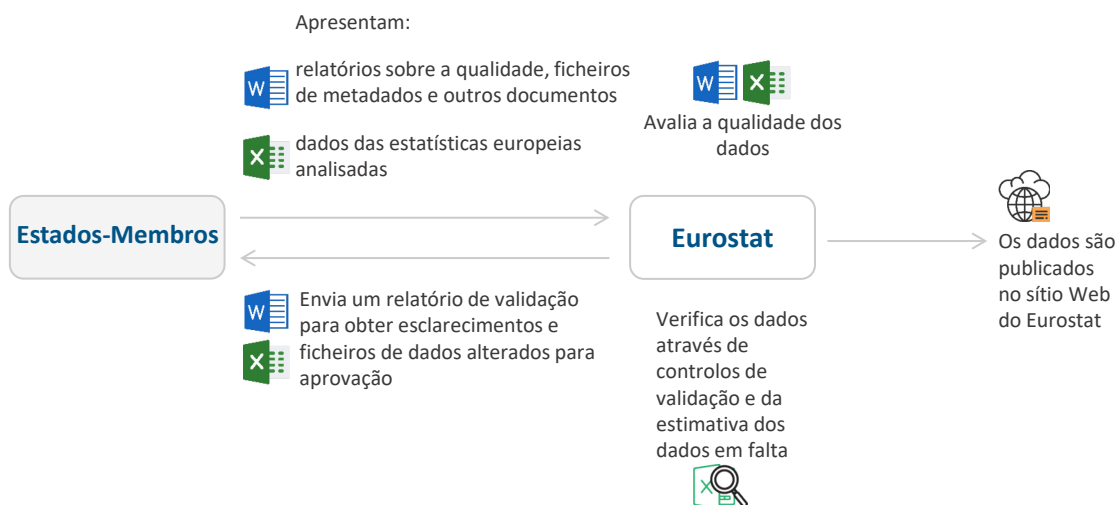 Apresentam:
relatórios sobre a qualidade, ficheiros
de metadados e outros documentos
dados das estatísticas europeias
analisadas
Avalia a qualidade dos
dados
Estados-Membros
Eurostat
Os dados são
publicados
no sítio Web
do Eurostat
Envia um relatório de validação
para obter esclarecimentos e
ficheiros de dados alterados para
aprovação
Verifica os dados
através de
controlos de
validação e da
estimativa dos
dados em falta